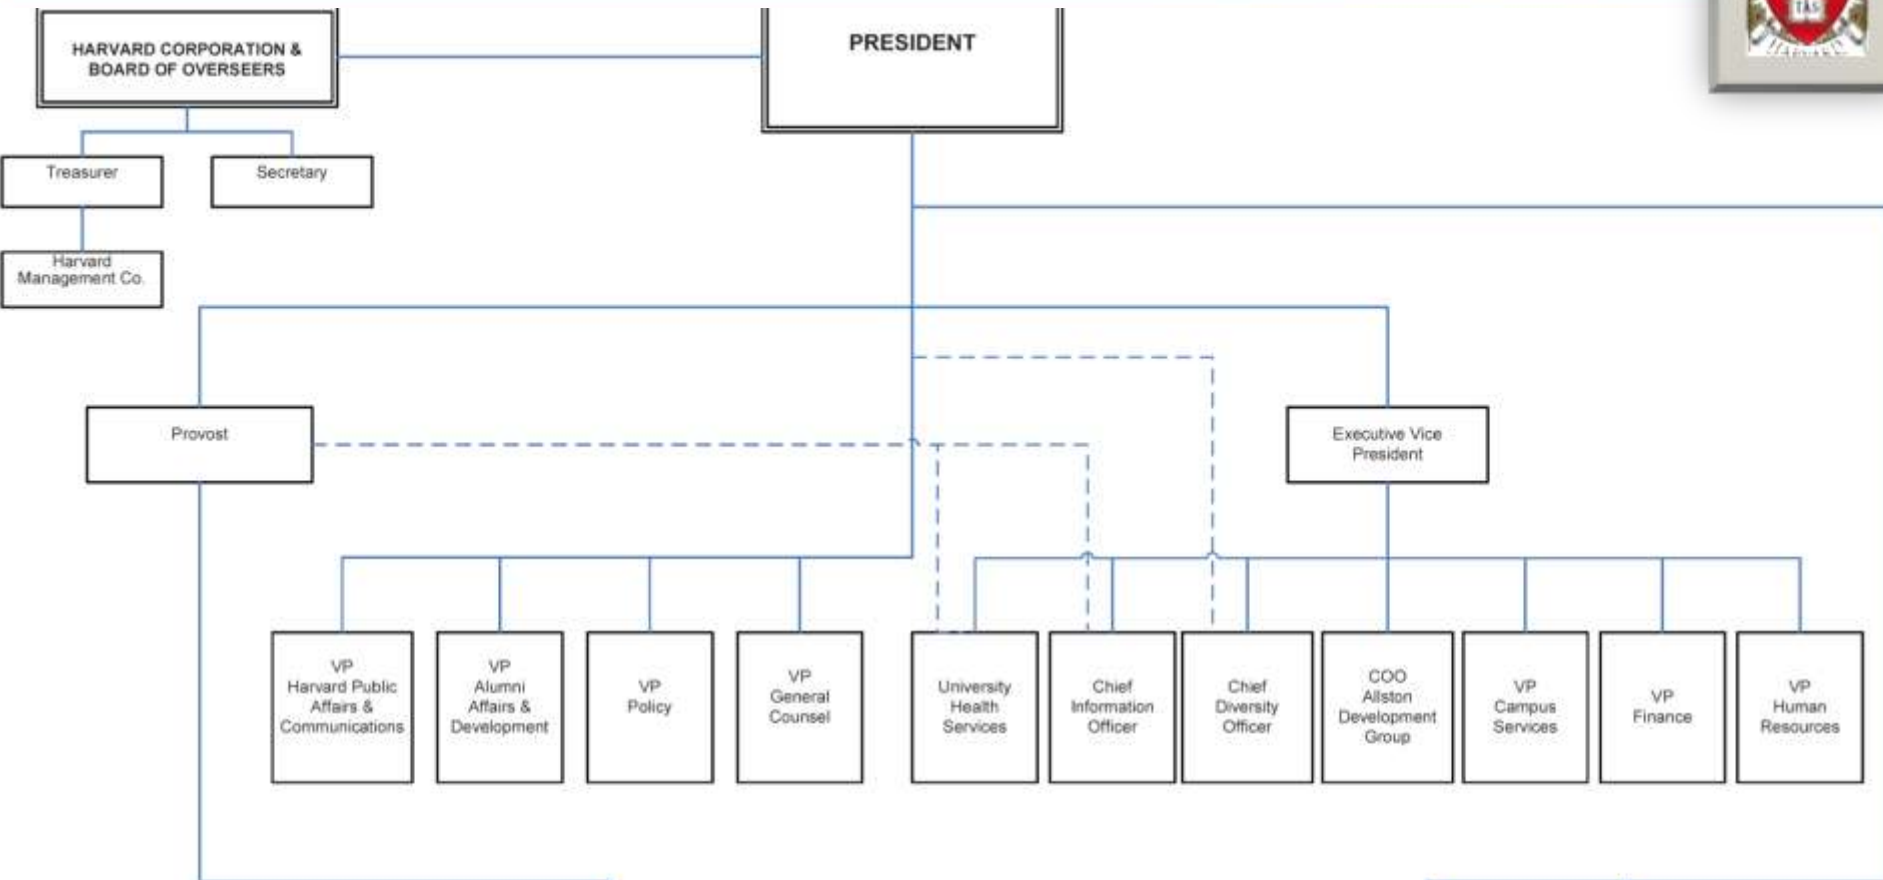 HARVARD CORPORATION &
BOARD OF OVERSEERS
PRESIDENT
TAS
HARVARD
Treasurer
Secretary
Harvard
Management Co.
Provost
Executive Vice
President
VP
Harvard Public
Affairs &
Communications
VP
Alumni
Affairs &
Development
VP
Policy
VP
General
Counsel
University
Health
Services
Chief
Information
Officer
Chief
Diversity
Officer
COO
Allston
Development
Group
VP
Campus
Services
VP
Finance
VP
Human
Resources